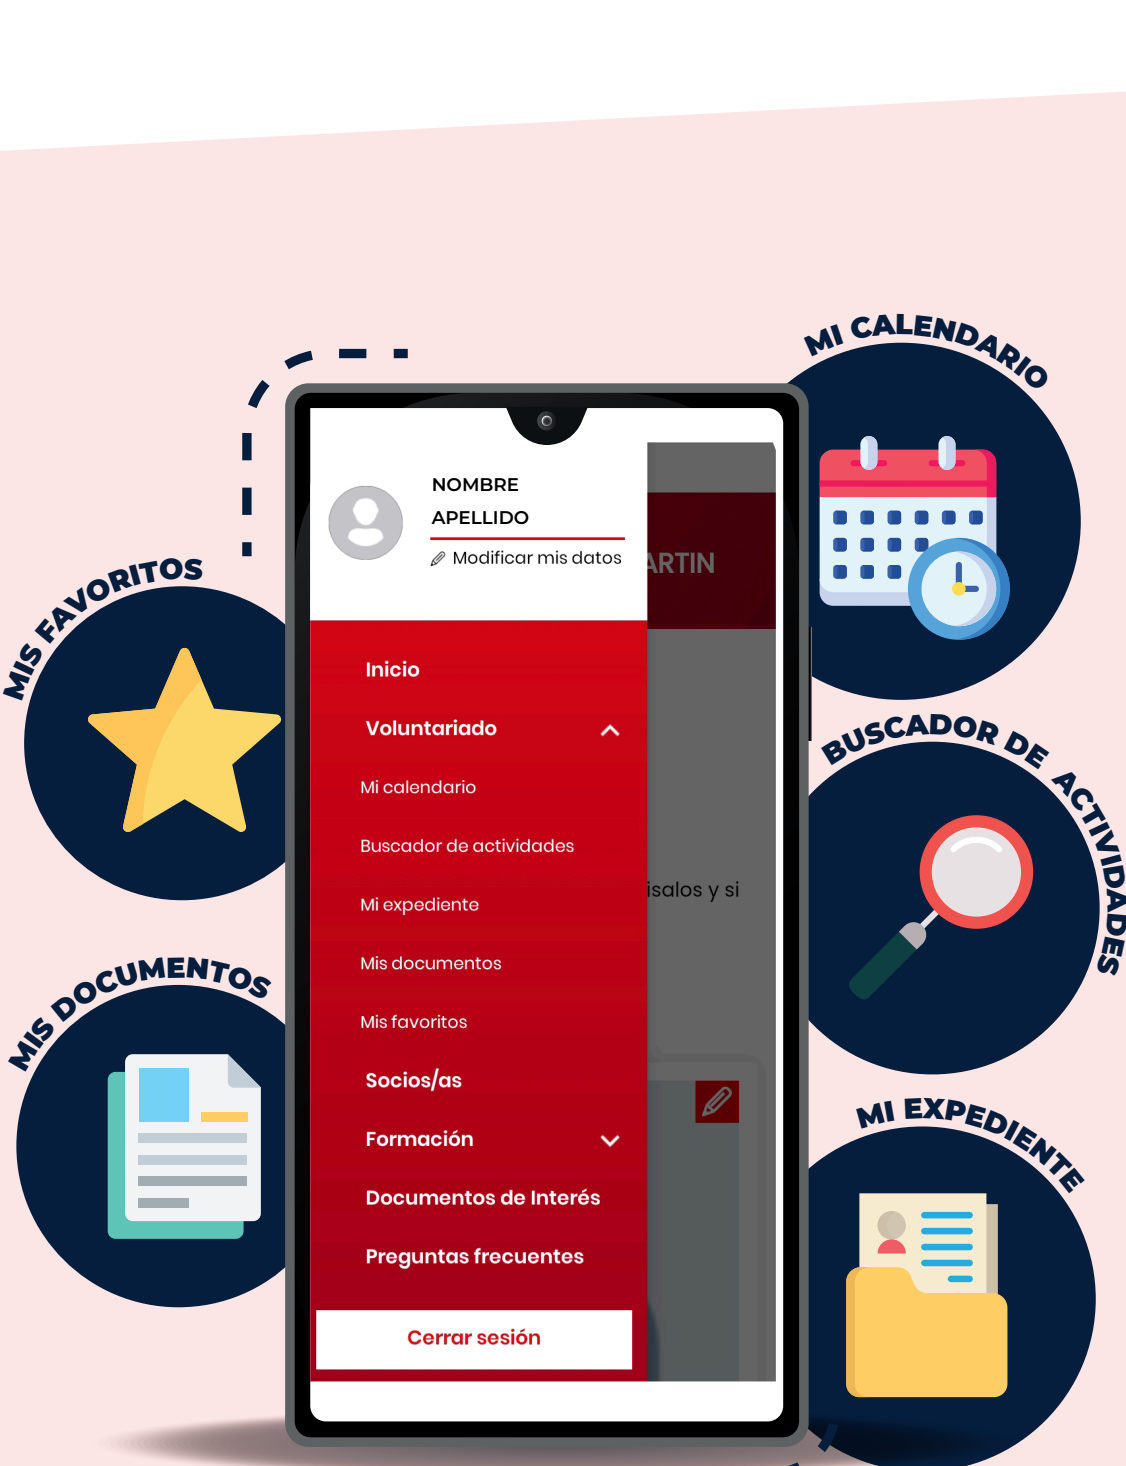 MI CALENDARIO
MIS FAVORITOS
BUSCADOR DE ACTIVIDADES
MIS DOCUMENTOS
MI EXPEDIENTE
NOMBRE
APELLIDO
Modificar mis datos
ARTIN
Inicio
Voluntariado
Mi calendario
Buscador de actividades
isalos y si
Mi expediente
Mis documentos
Mis favoritos
Socios/as
Formación
Documentos de Interés
Preguntas frecuentes
Cerrar sesión